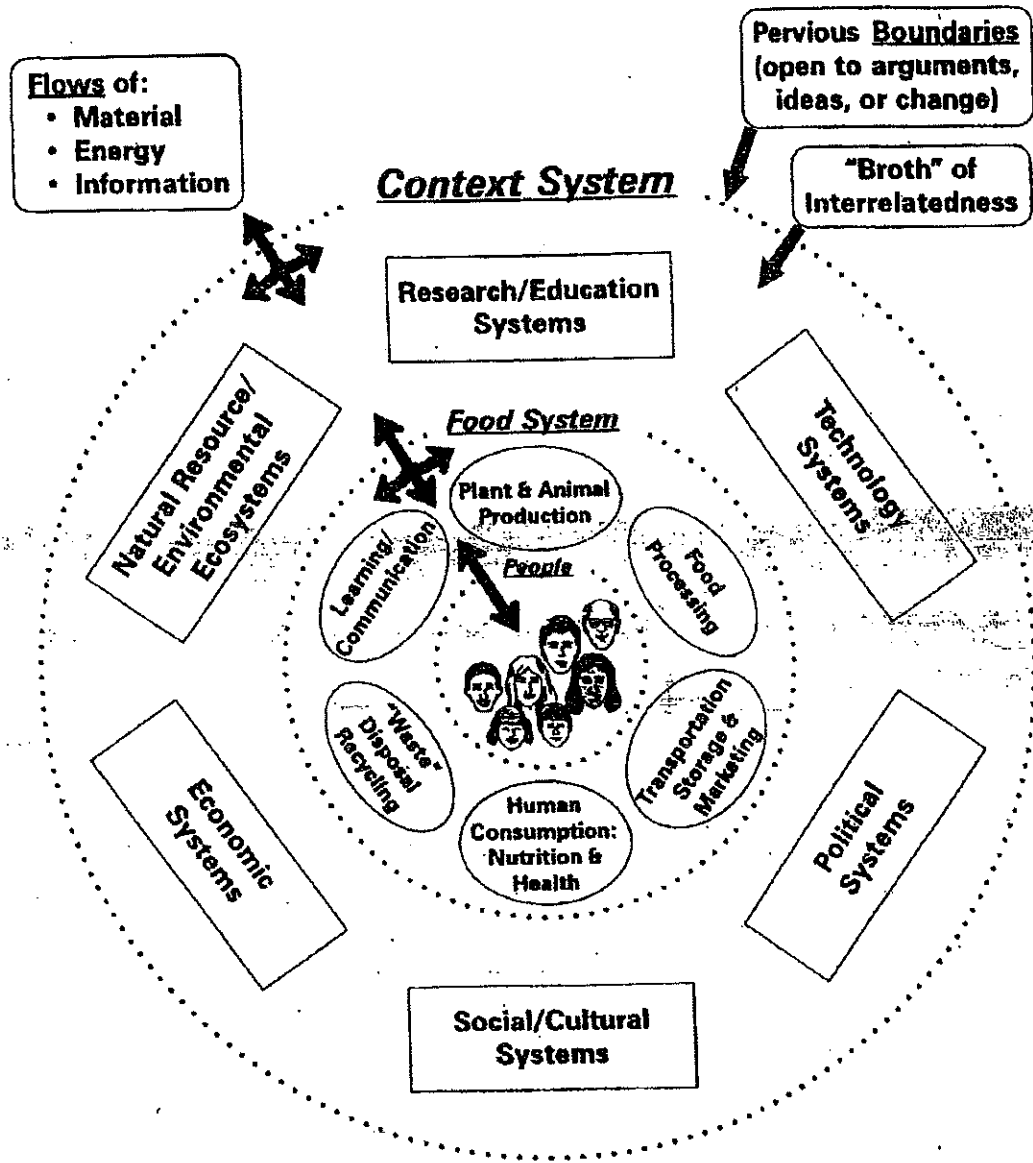 Flows of:
• Material
• Energy
• Information
Pervious Boundaries
(open to arguments,
ideas, or change)
"Broth" of
Interrelatedness
Context System
Research/Education
Systems
Natural Resource/
Environmental
Ecosystems
Technology
Systems
Food System
Plant & Animal
Production
Learning/
Communication
Food
Processing
People
"Waste"
Disposal
Recycling
Transportation
Storage &
Marketing
Human
Consumption:
Nutrition &
Health
Economic
Systems
Political
Systems
Social/Cultural
Systems